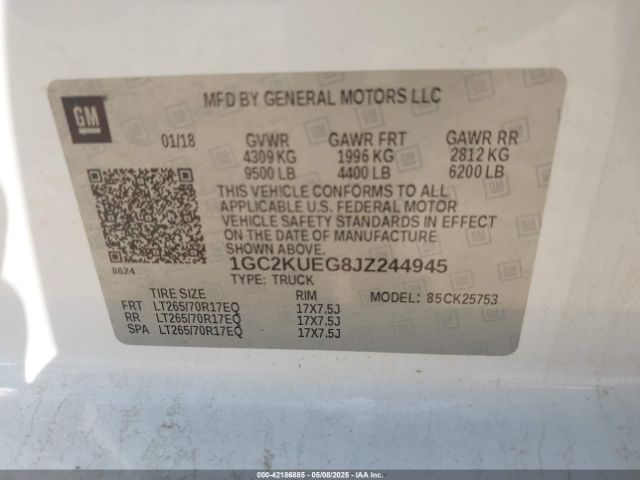 GM
MFD BY GENERAL MOTORS LLC
01/18 GVWR GAWR FRT GAWR RR
4309 KG 1996 KG 2812 KG
9500 LB 4400 LB 6200 LB
THIS VEHICLE CONFORMS TO ALL
APPLICABLE U.S. FEDERAL MOTOR
VEHICLE SAFETY STANDARDS IN EFFECT
ON THE DATE OF MANUFACTURE
SHOWN ABOVE.
1GC2KUEG8JZ244945
8624
TYPE: TRUCK
TIRE SIZE RIM MODEL: 85CK25753
FRT LT265/70R17EQ 17X7.5J
RR LT265/70R17EQ 17X7.5J
SPA LT265/70R17EQ 17X7.5J
© 0000-42186885 - 05/08/2025 - IAA Inc.